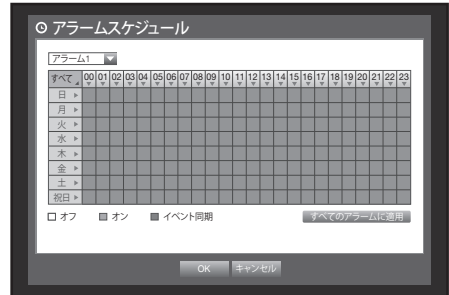 アラームスケジュール
アラーム1
すべて 00 01 02 03 04 05 06 07 08 09 10 11 12 13 14 15 16 17 18 19 20 21 22 23
日
月
火
水
木
金
土
祝日
オフ オン イベント同期 すべてのアラームに適用
OK キャンセル